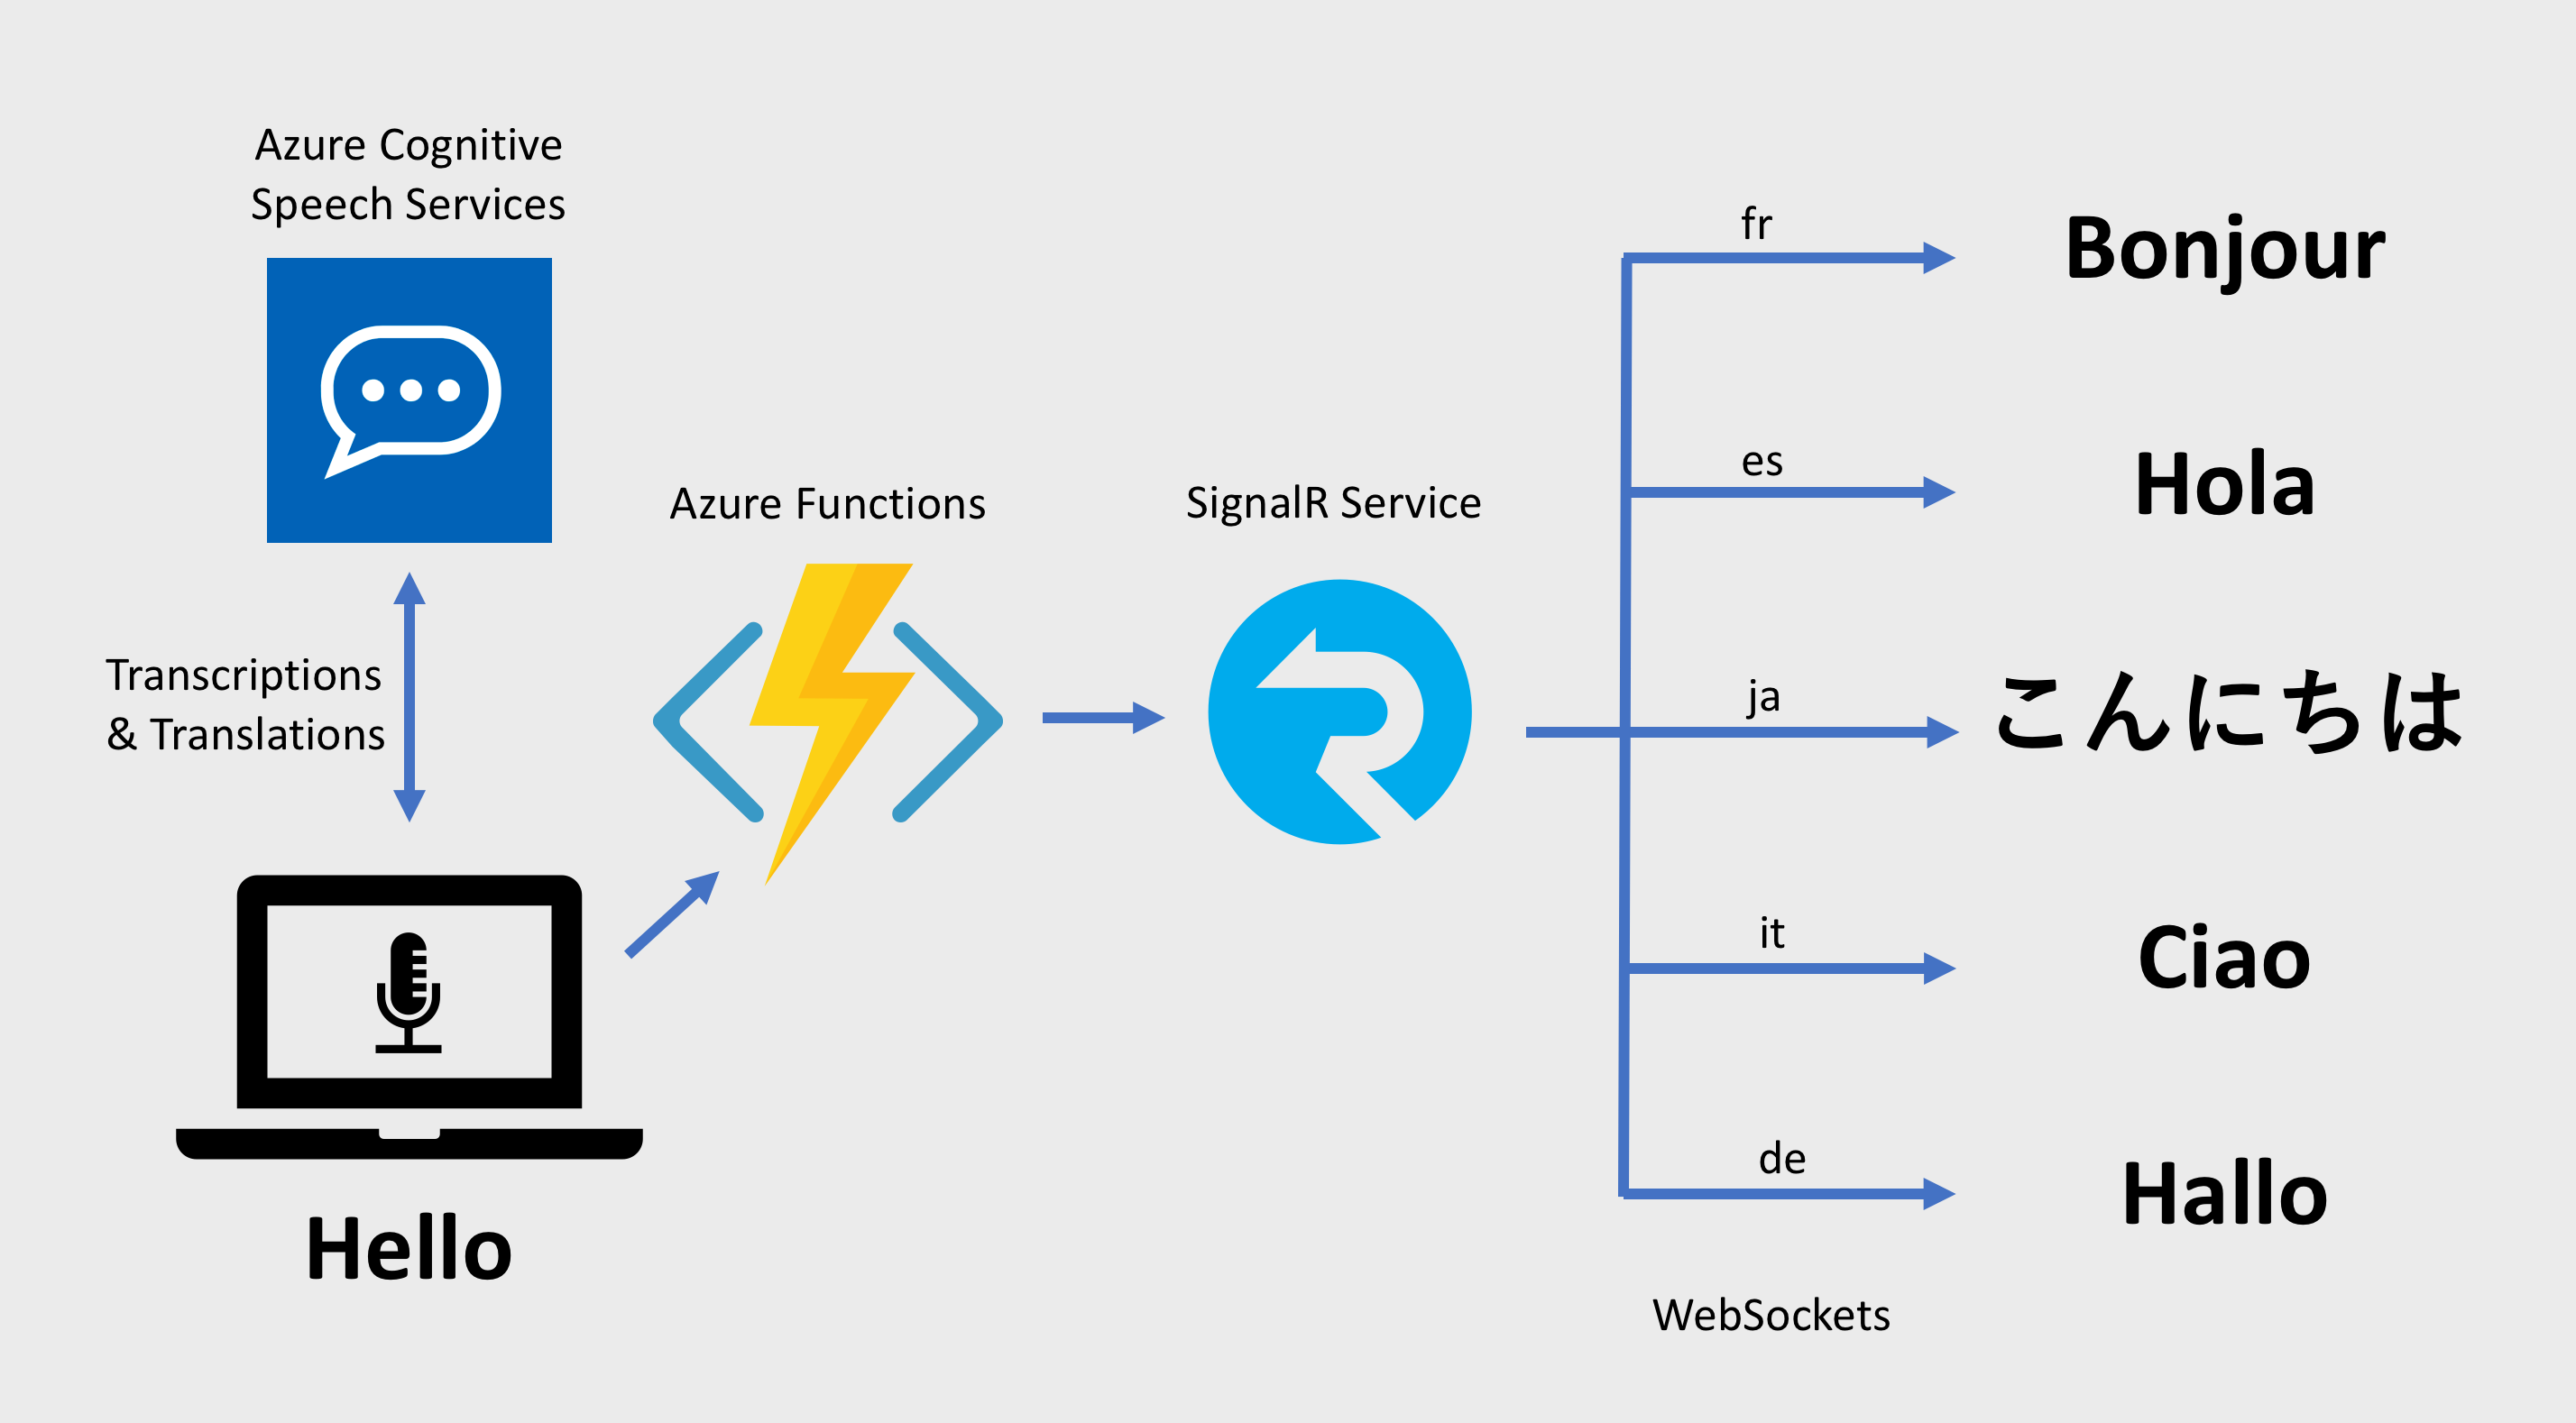 Azure Cognitive
Speech Services
Transcriptions
& Translations
Hello
Azure Functions
SignalR Service
fr
Bonjour
es
Hola
ja
こんにちは
it
Ciao
de
Hallo
WebSockets